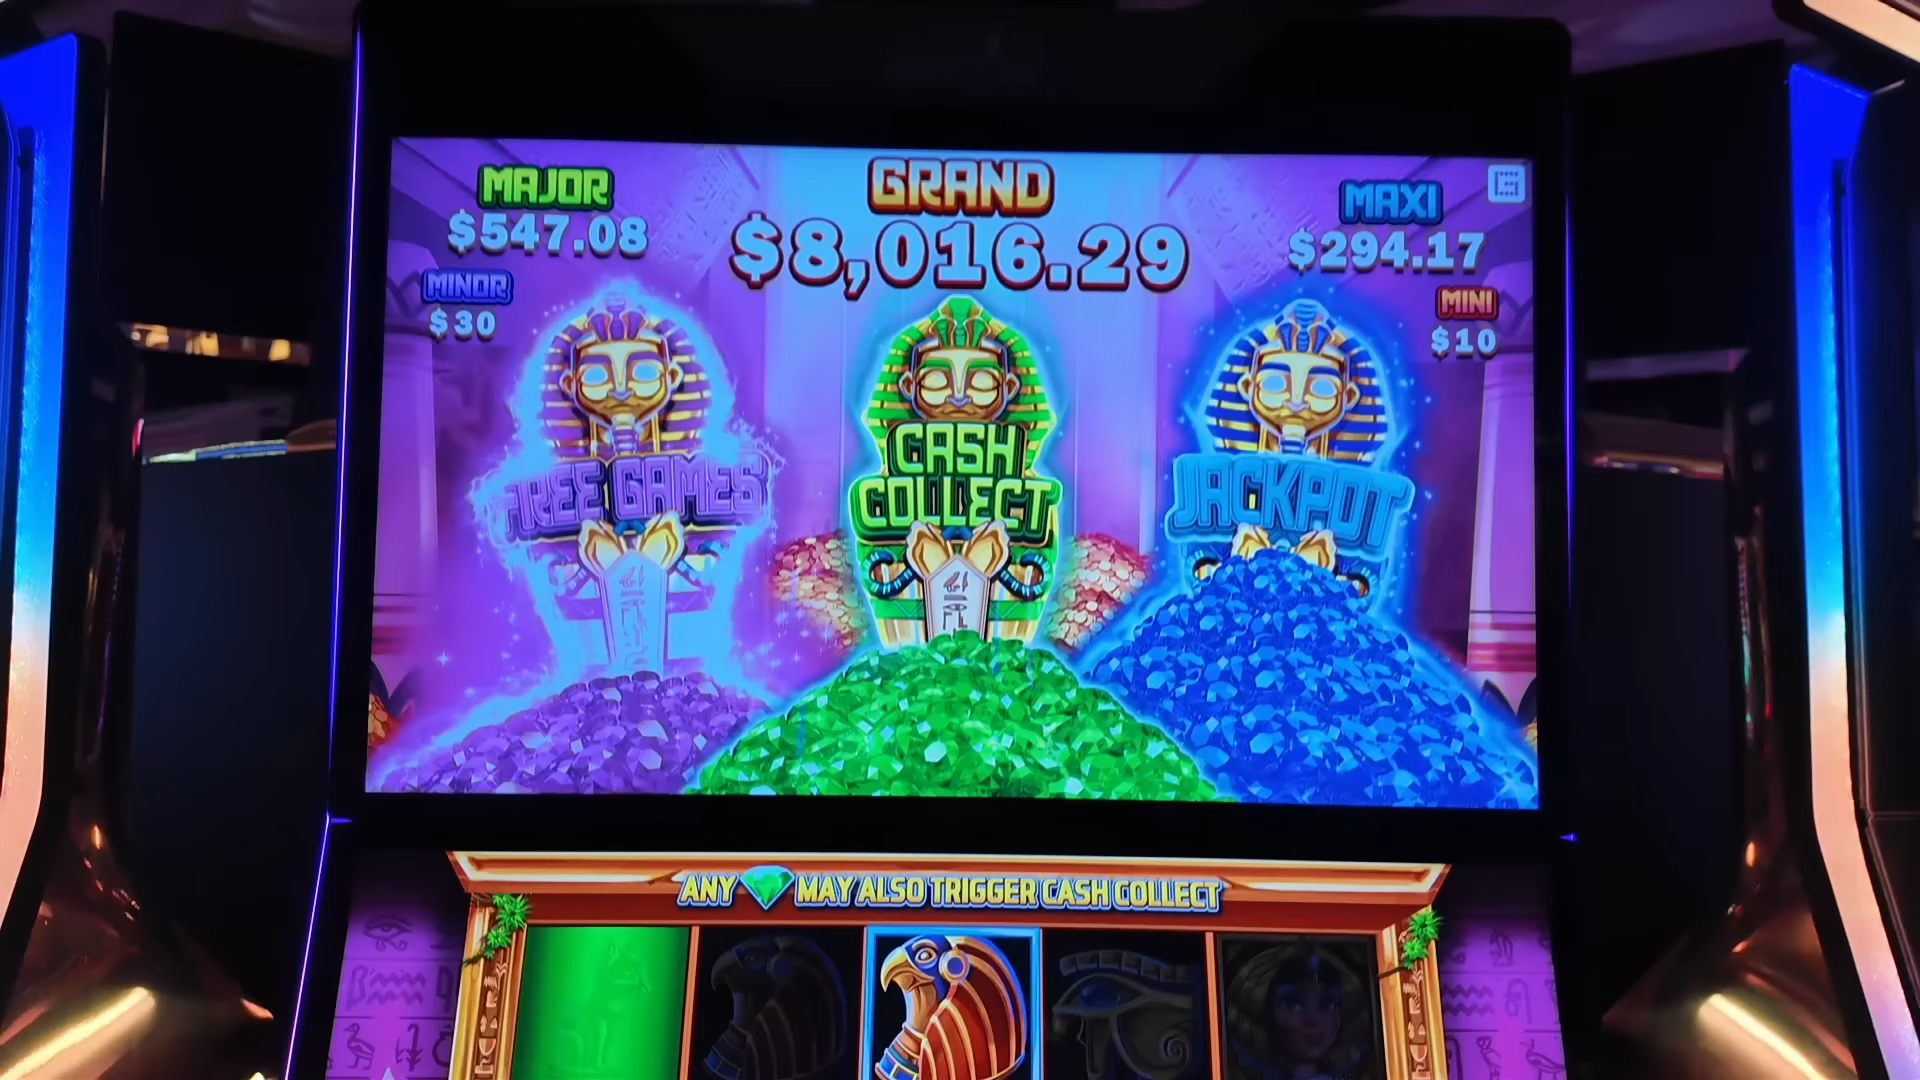 MAJOR
$547.08
GRAND
$8,016.29
MAXI
$294.17
MINOR
$30
MINI
$10
FREE GAMES
CASH
COLLECT
JACKPOT
ANY MAY ALSO TRIGGER CASH COLLECT